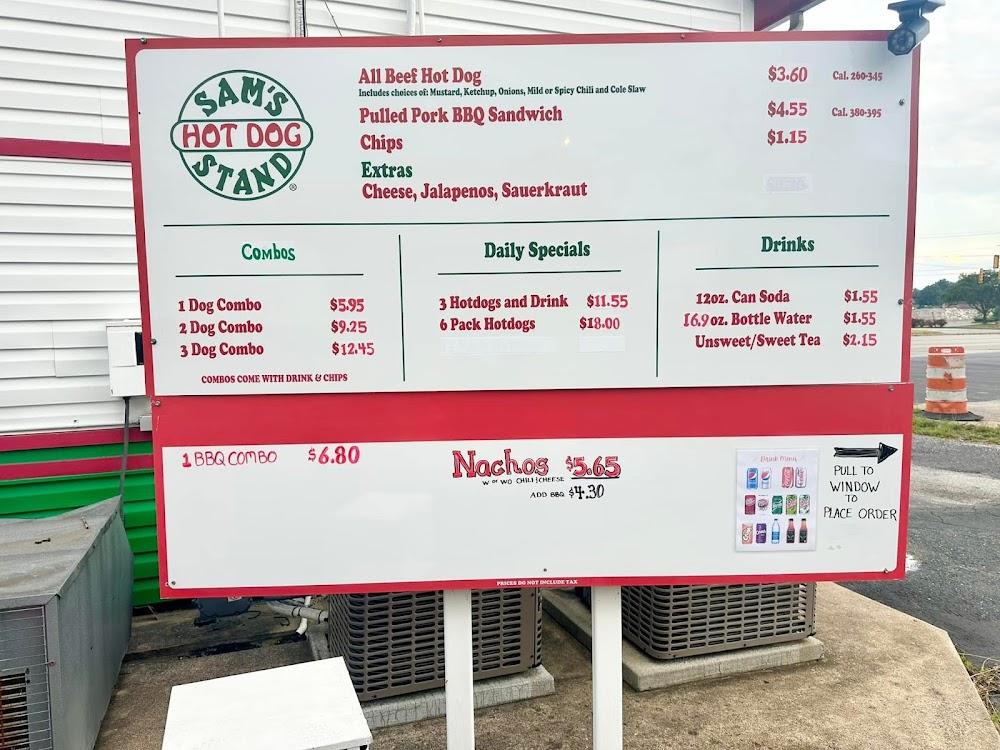 SAM'S
HOT DOG
STAND
®
All Beef Hot Dog $3.60 Cal. 260-345
Includes choices of: Mustard, Ketchup, Onions, Mild or Spicy Chili and Cole Slaw
Pulled Pork BBQ Sandwich $4.55 Cal. 380-395
Chips $1.15
Extras
Cheese, Jalapenos, Sauerkraut
Combos
1 Dog Combo $5.95
2 Dog Combo $9.25
3 Dog Combo $12.45
COMBOS COME WITH DRINK & CHIPS
Daily Specials
3 Hotdogs and Drink $11.55
6 Pack Hotdogs $18.00
Drinks
12oz. Can Soda $1.55
16.9 oz. Bottle Water $1.55
Unsweet/Sweet Tea $2.15
1 BBQ COMBO $6.80
Nachos $5.65
W or WO CHILI & CHEESE
ADD BBQ $4.30
Drink Menu
PULL TO
WINDOW
TO
PLACE ORDER
PRICES DO NOT INCLUDE TAX